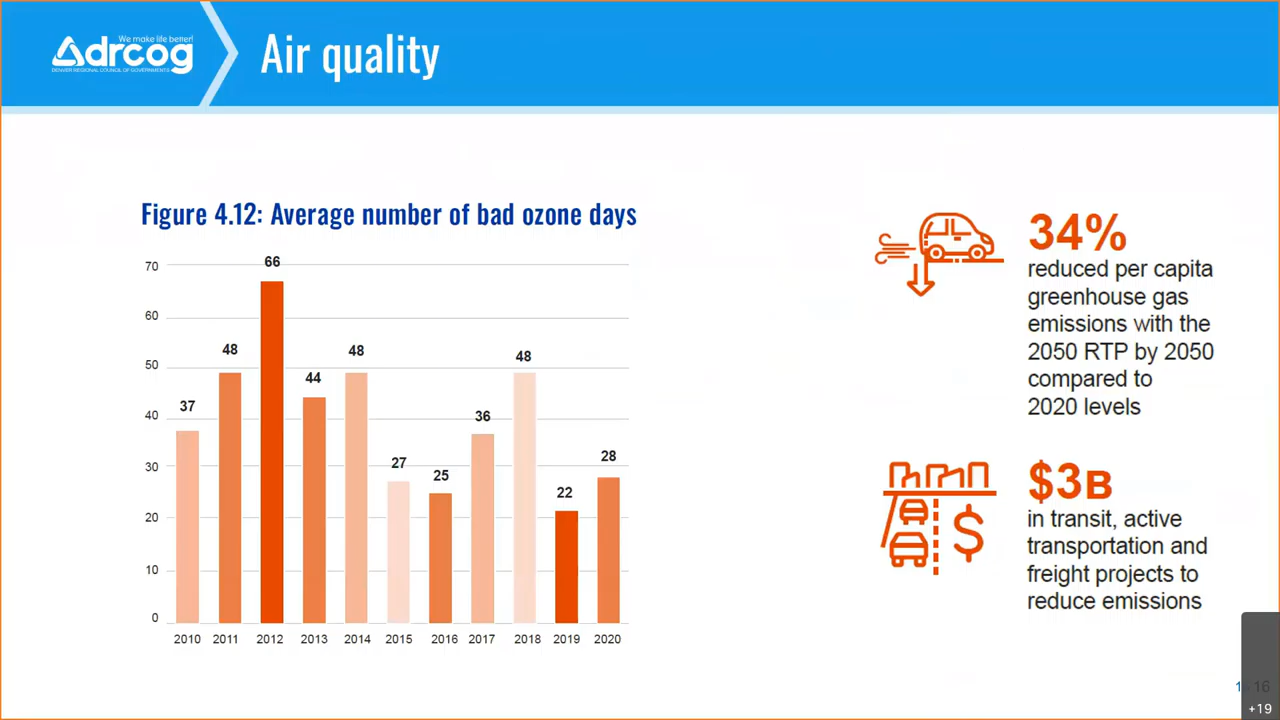 We make life better!
drcog
DENVER REGIONAL COUNCIL OF GOVERNMENTS
Air quality
Figure 4.12: Average number of bad ozone days
70
60
50
40
30
20
10
0
37
48
66
44
48
27
25
36
48
22
28
2010
2011
2012
2013
2014
2015
2016
2017
2018
2019
2020
34%
reduced per capita
greenhouse gas
emissions with the
2050 RTP by 2050
compared to
2020 levels
$
$3B
in transit, active
transportation and
freight projects to
reduce emissions
16
+19